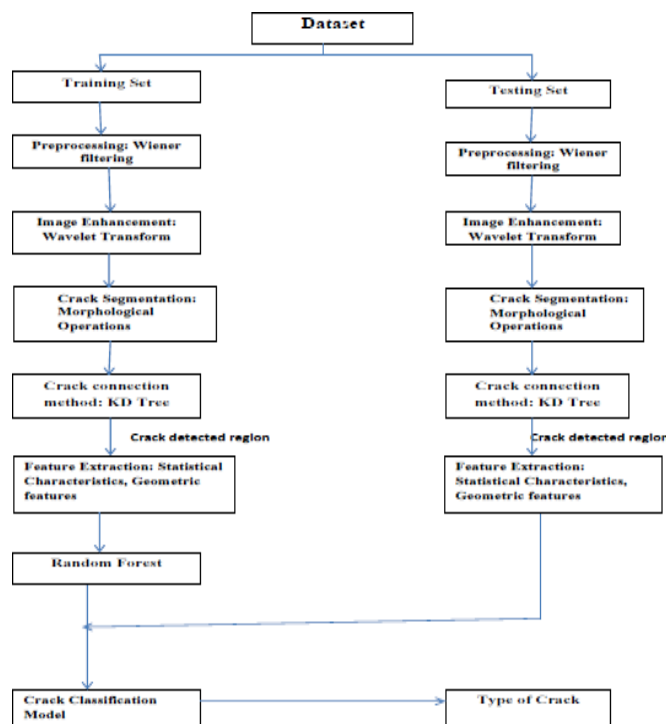 Dataset
Training Set
Testing Set
Preprocessing: Wiener
filtering
Preprocessing: Wiener
filtering
Image Enhancement:
Wavelet Transform
Image Enhancement:
Wavelet Transform
Crack Segmentation:
Morphological
Operations
Crack Segmentation:
Morphological
Operations
Crack connection
method: KD Tree
Crack connection
method: KD Tree
Crack detected region
Crack detected region
Feature Extraction: Statistical
Characteristics, Geometric
features
Feature Extraction:
Statistical Characteristics,
Geometric features
Random Forest
Crack Classification
Model
Type of Crack